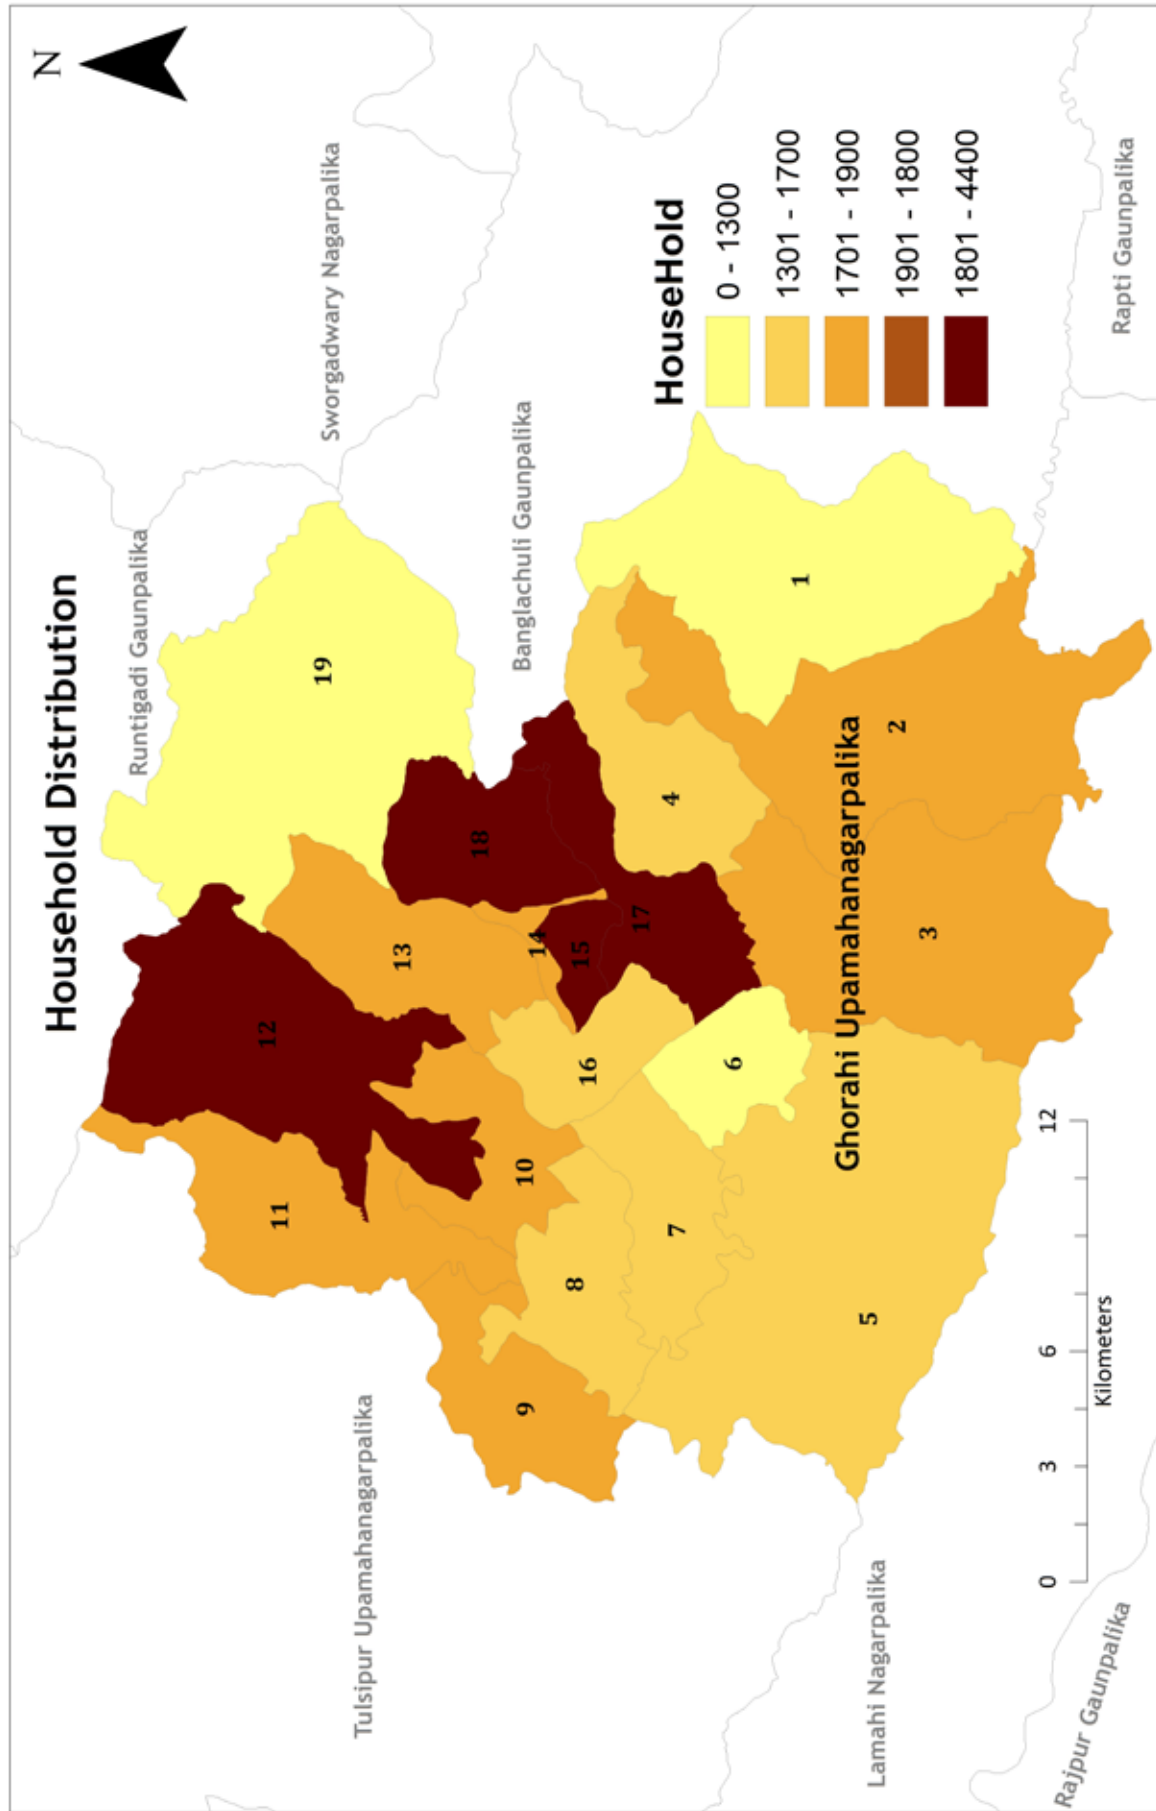 Household Distribution
N
Runtigadi Gaunpalika
Sworgadwary Nagarpalika
Tulsipur Upamahanagarpalika
Banglachuli Gaunpalika
Ghorahi Upamahanagarpalika
Lamahi Nagarpalika
Rajpur Gaunpalika
Rapti Gaunpalika
12
19
11
13
18
14
15
17
10
16
9
8
7
6
4
1
5
3
2
HouseHold
0 - 1300
1301 - 1700
1701 - 1900
1901 - 1800
1801 - 4400
0 3 6 12
Kilometers